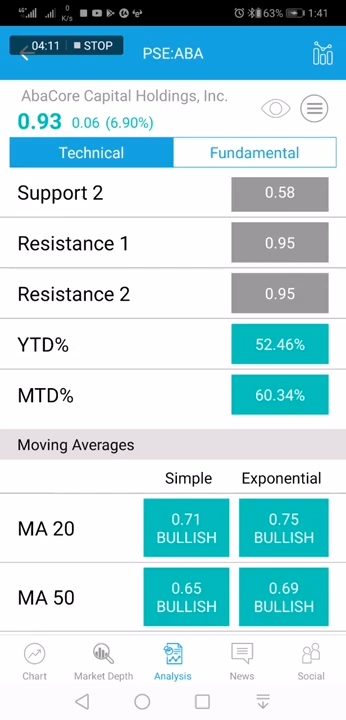 4G+
0
K/s
63%
1:41
04:11
STOP
PSE:ABA
AbaCore Capital Holdings, Inc.
0.93 0.06 (6.90%)
Technical Fundamental
Support 2 0.58
Resistance 1 0.95
Resistance 2 0.95
YTD% 52.46%
MTD% 60.34%
Moving Averages
Simple Exponential
MA 20 0.71 BULLISH 0.75 BULLISH
MA 50 0.65 BULLISH 0.69 BULLISH
Chart Market Depth Analysis News Social